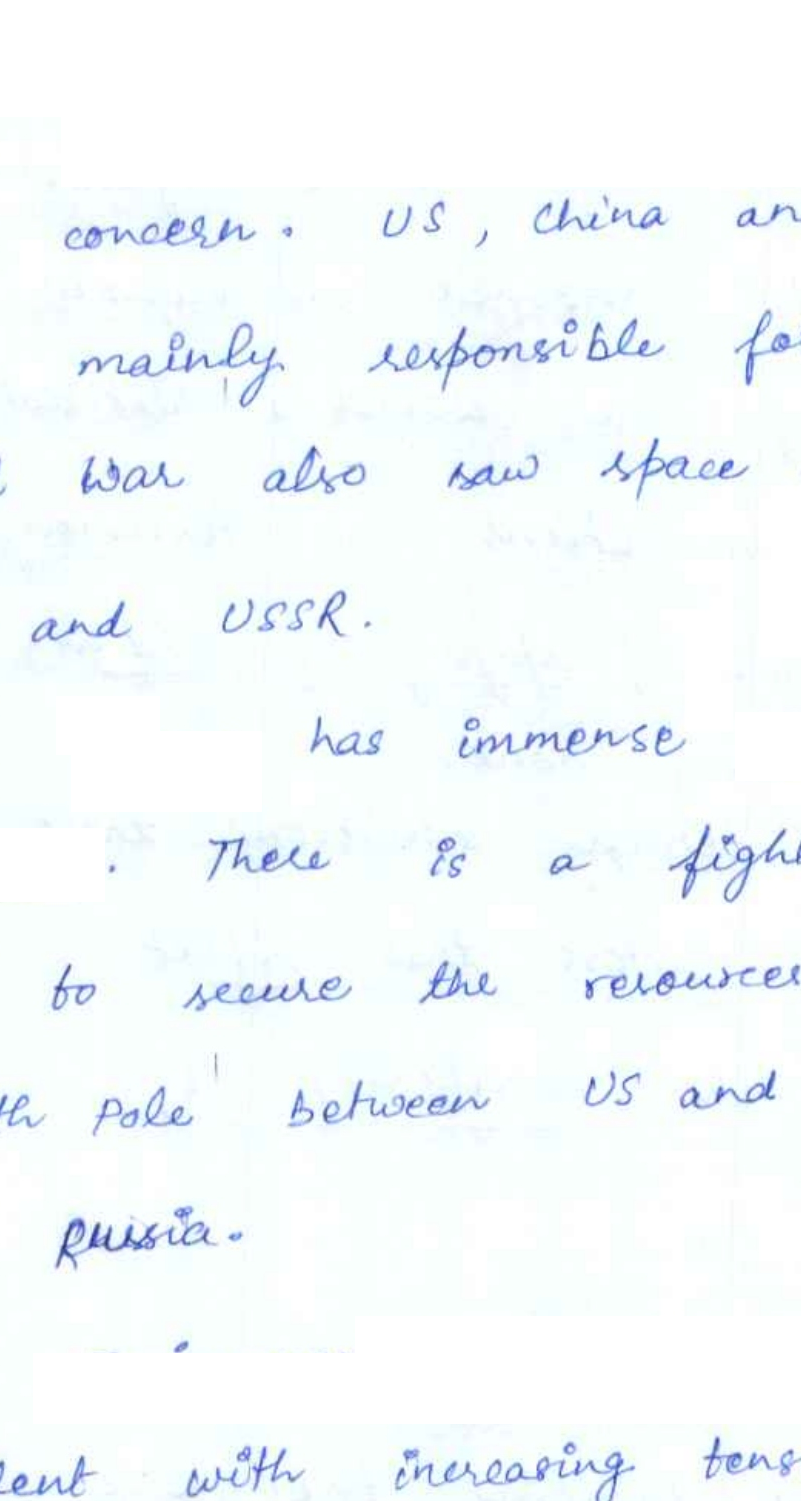 concern. US, China an
mainly responsible fo
War also saw space
and USSR.
has immense
. There is a fight
to secure the resources
th Pole between US and
Russia.
with increasing tens